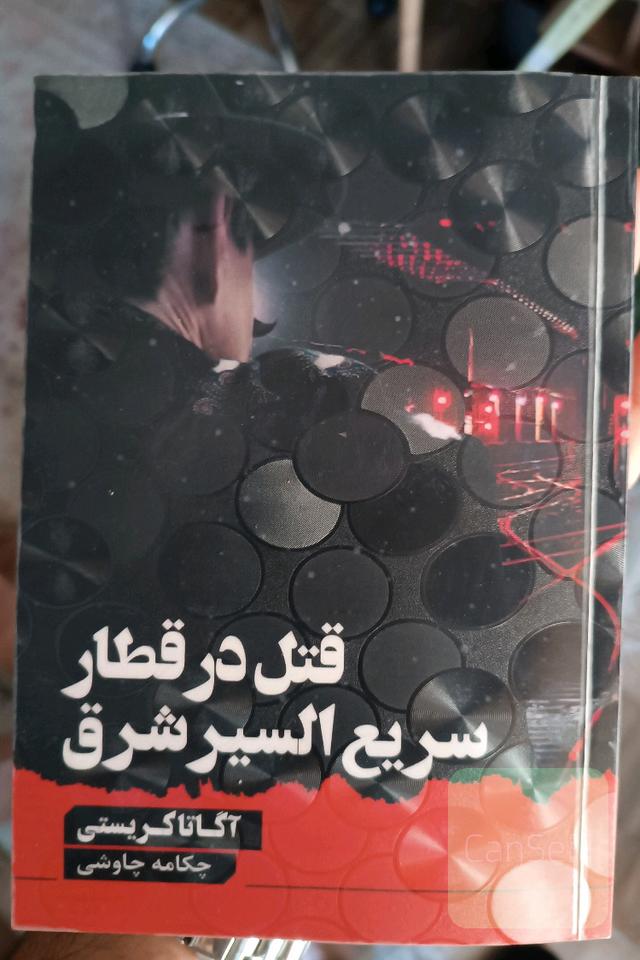 قتل در قطار
سریع السیر شرق
آگاتا کریستی
چکامه چاوشی